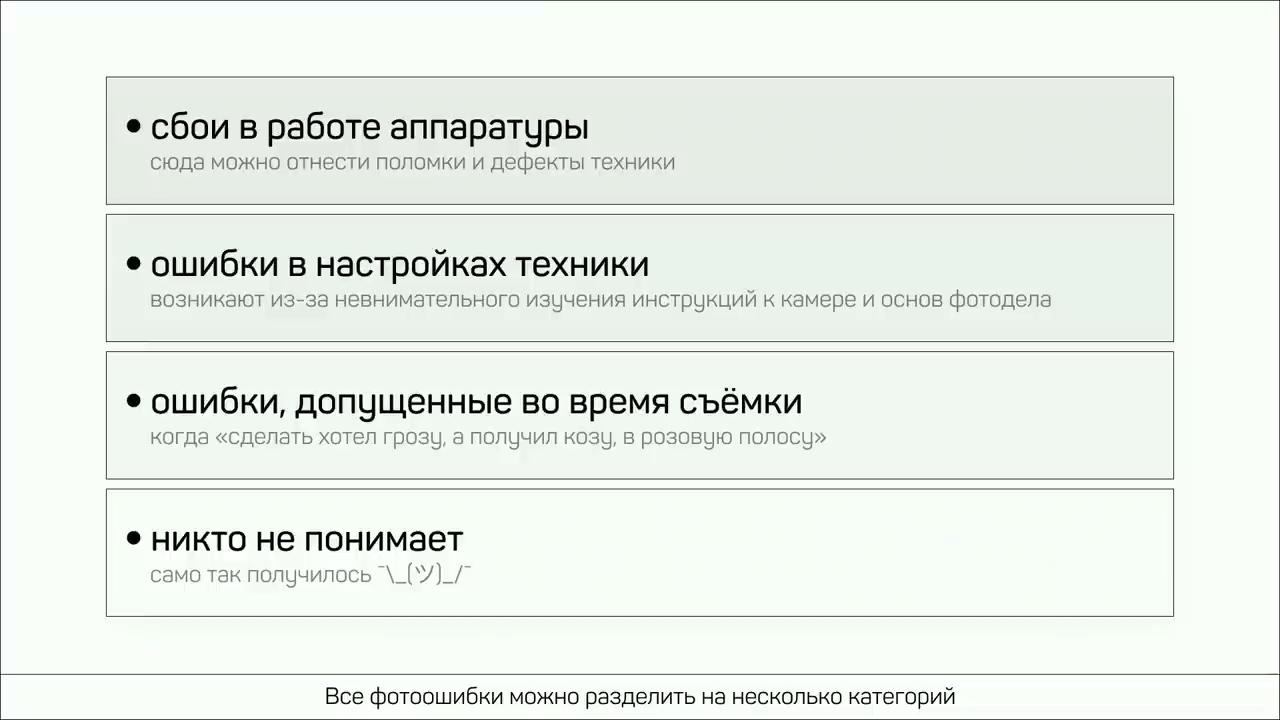 • сбои в работе аппаратуры
сюда можно отнести поломки и дефекты техники
• ошибки в настройках техники
возникают из-за невнимательного изучения инструкций к камере и основ фотодела
• ошибки, допущенные во время съёмки
когда «сделать хотел грозу, а получил козу, в розовую полосу»
• никто не понимает
само так получилось ¯\_(ツ)_/¯
Все фотоошибки можно разделить на несколько категорий